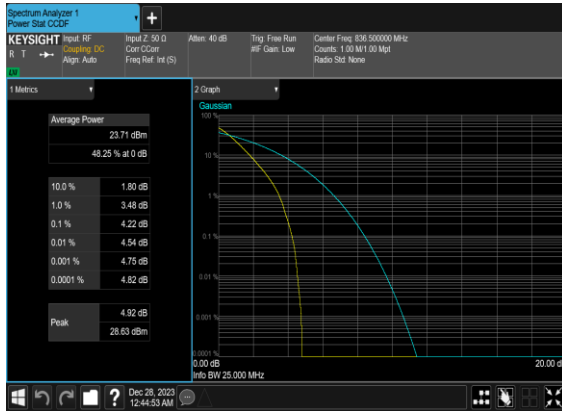 Spectrum Analyzer 1
Power Stat CCDF
KEYSIGHT
R T
LXI
Input: RF
Coupling: DC
Align: Auto
Input Z: 50 Ω
Corr CCorr
Freq Ref: Int (S)
Atten: 40 dB
Trig: Free Run
#IF Gain: Low
Center Freq: 836.500000 MHz
Counts: 1.00 M/1.00 Mpt
Radio Std: None
1 Metrics
Average Power
23.71 dBm
48.25 % at 0 dB
10.0 % 1.80 dB
1.0 % 3.48 dB
0.1 % 4.22 dB
0.01 % 4.54 dB
0.001 % 4.75 dB
0.0001 % 4.82 dB
Peak
4.92 dB
28.63 dBm
2 Graph
Gaussian
100 %
10 %
1 %
0.1 %
0.01 %
0.001 %
0.0001 %
0.00 dB
20.00 d
Info BW 25.000 MHz
?
Dec 28, 2023
12:44:53 AM